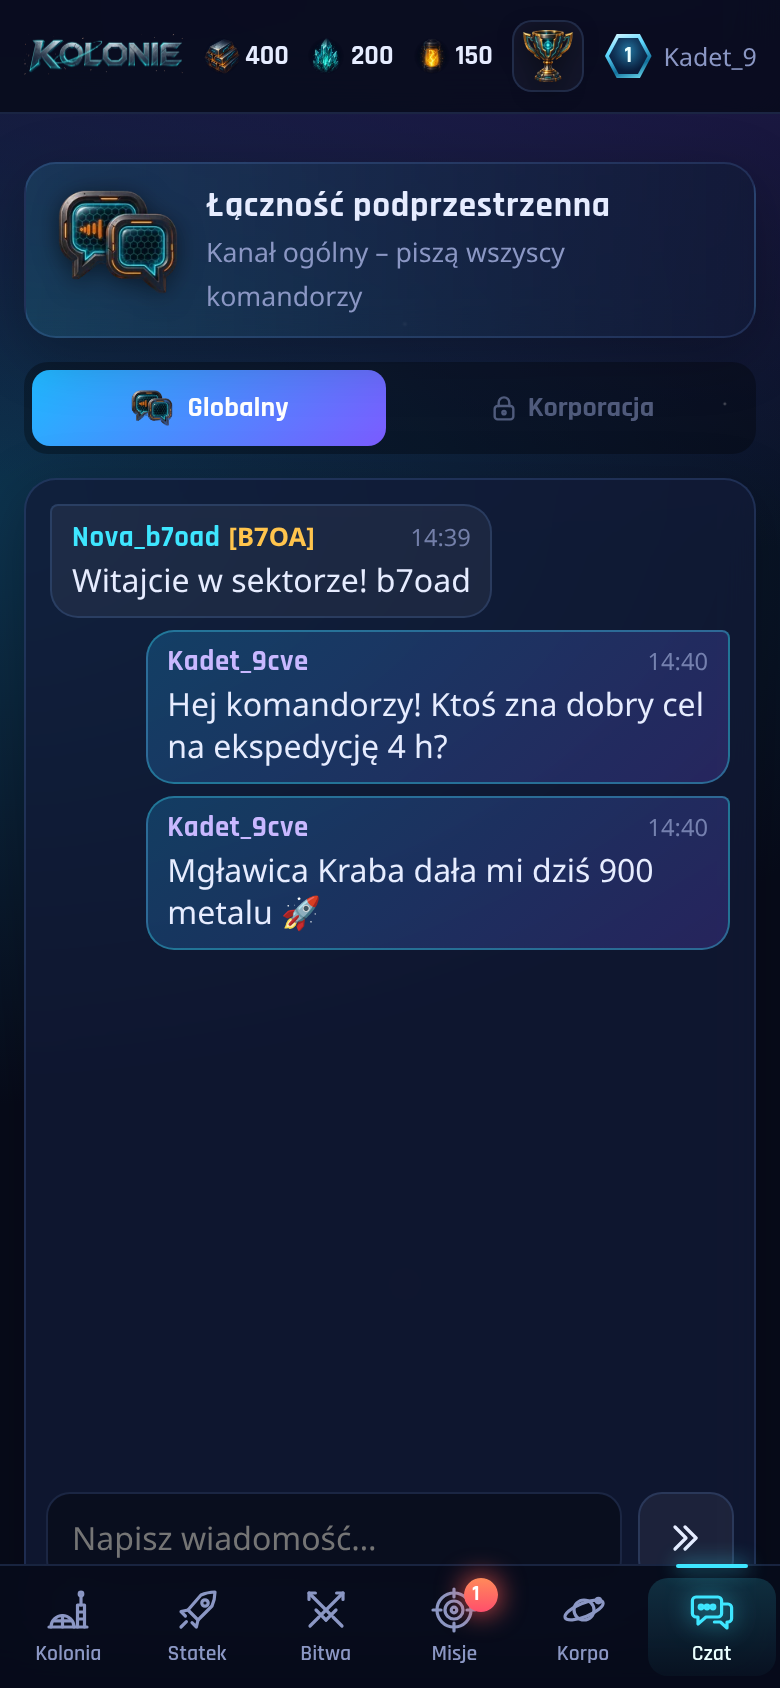 KOLONIE 400 200 150 1 Kadet_9
Łączność podprzestrzenna
Kanał ogólny – piszą wszyscy
komandorzy
Globalny Korporacja
Nova_b7oad [B7OA] 14:39
Witajcie w sektorze! b7oad
Kadet_9cve 14:40
Hej komandorzy! Ktoś zna dobry cel
na ekspedycję 4 h?
Kadet_9cve 14:40
Mgławica Kraba dała mi dziś 900
metalu 🚀
Napisz wiadomość...
1
Kolonia Statek Bitwa Misje Korpo Czat